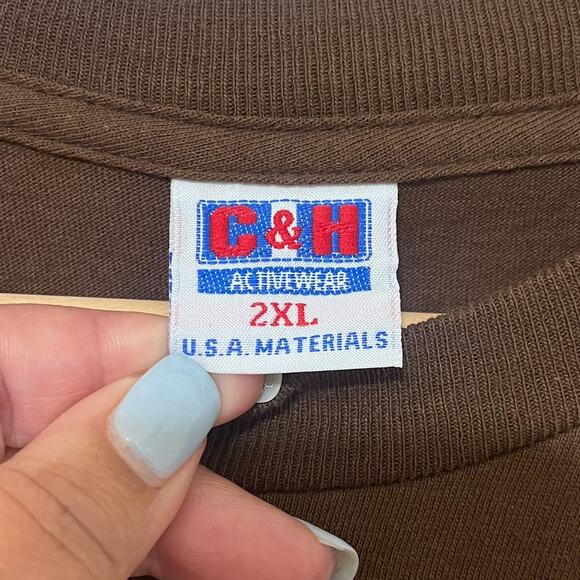 C & H
ACTIVEWEAR
2XL
U.S.A. MATERIALS